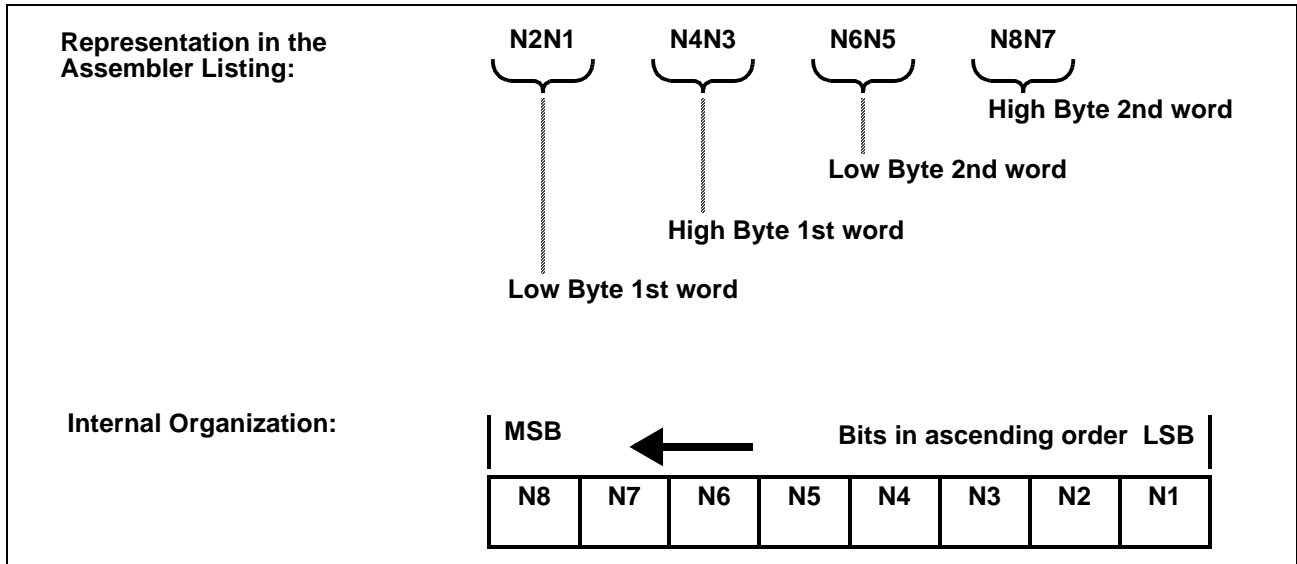 Representation in the
Assembler Listing:
N2N1 N4N3 N6N5 N8N7
High Byte 2nd word
Low Byte 2nd word
High Byte 1st word
Low Byte 1st word
Internal Organization:
MSB Bits in ascending order LSB
N8 N7 N6 N5 N4 N3 N2 N1